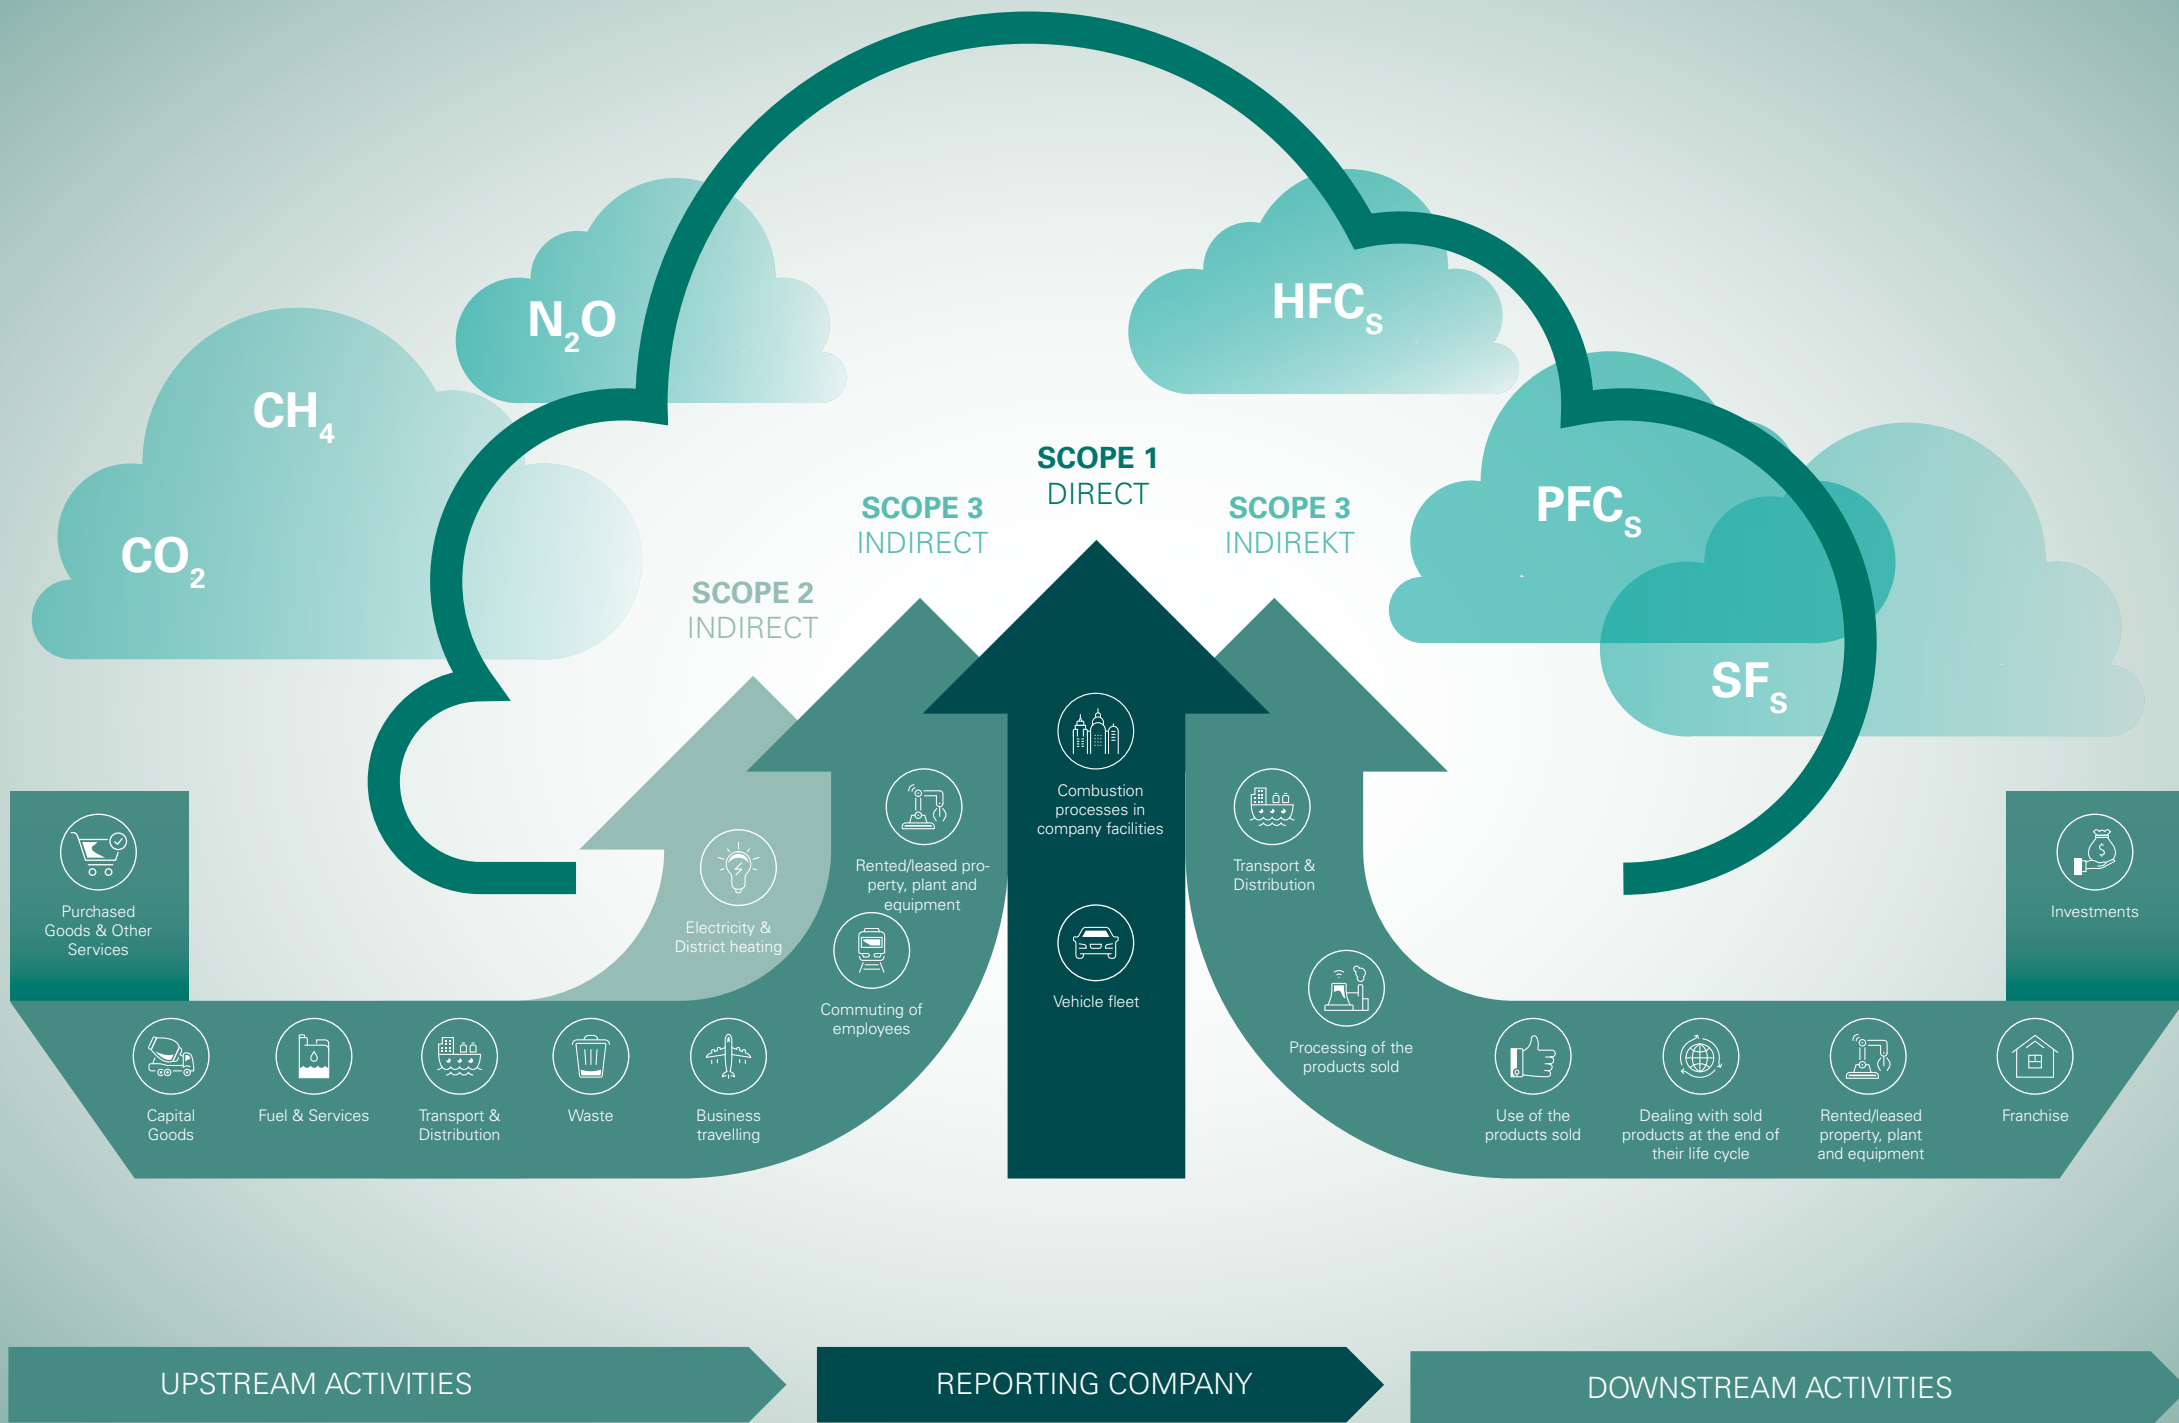 N2O
HFCS
CH4
CO2
PFCS
SFS
SCOPE 1
DIRECT
SCOPE 3
INDIRECT
SCOPE 3
INDIREKT
SCOPE 2
INDIRECT
Purchased
Goods & Other
Services
Capital
Goods
Fuel & Services
Transport &
Distribution
Waste
Business
travelling
Electricity &
District heating
Commuting of
employees
Rented/leased pro-
perty, plant and
equipment
Combustion
processes in
company facilities
Vehicle fleet
Transport &
Distribution
Processing of the
products sold
Use of the
products sold
Dealing with sold
products at the end of
their life cycle
Rented/leased
property, plant
and equipment
Franchise
Investments
$
UPSTREAM ACTIVITIES
REPORTING COMPANY
DOWNSTREAM ACTIVITIES